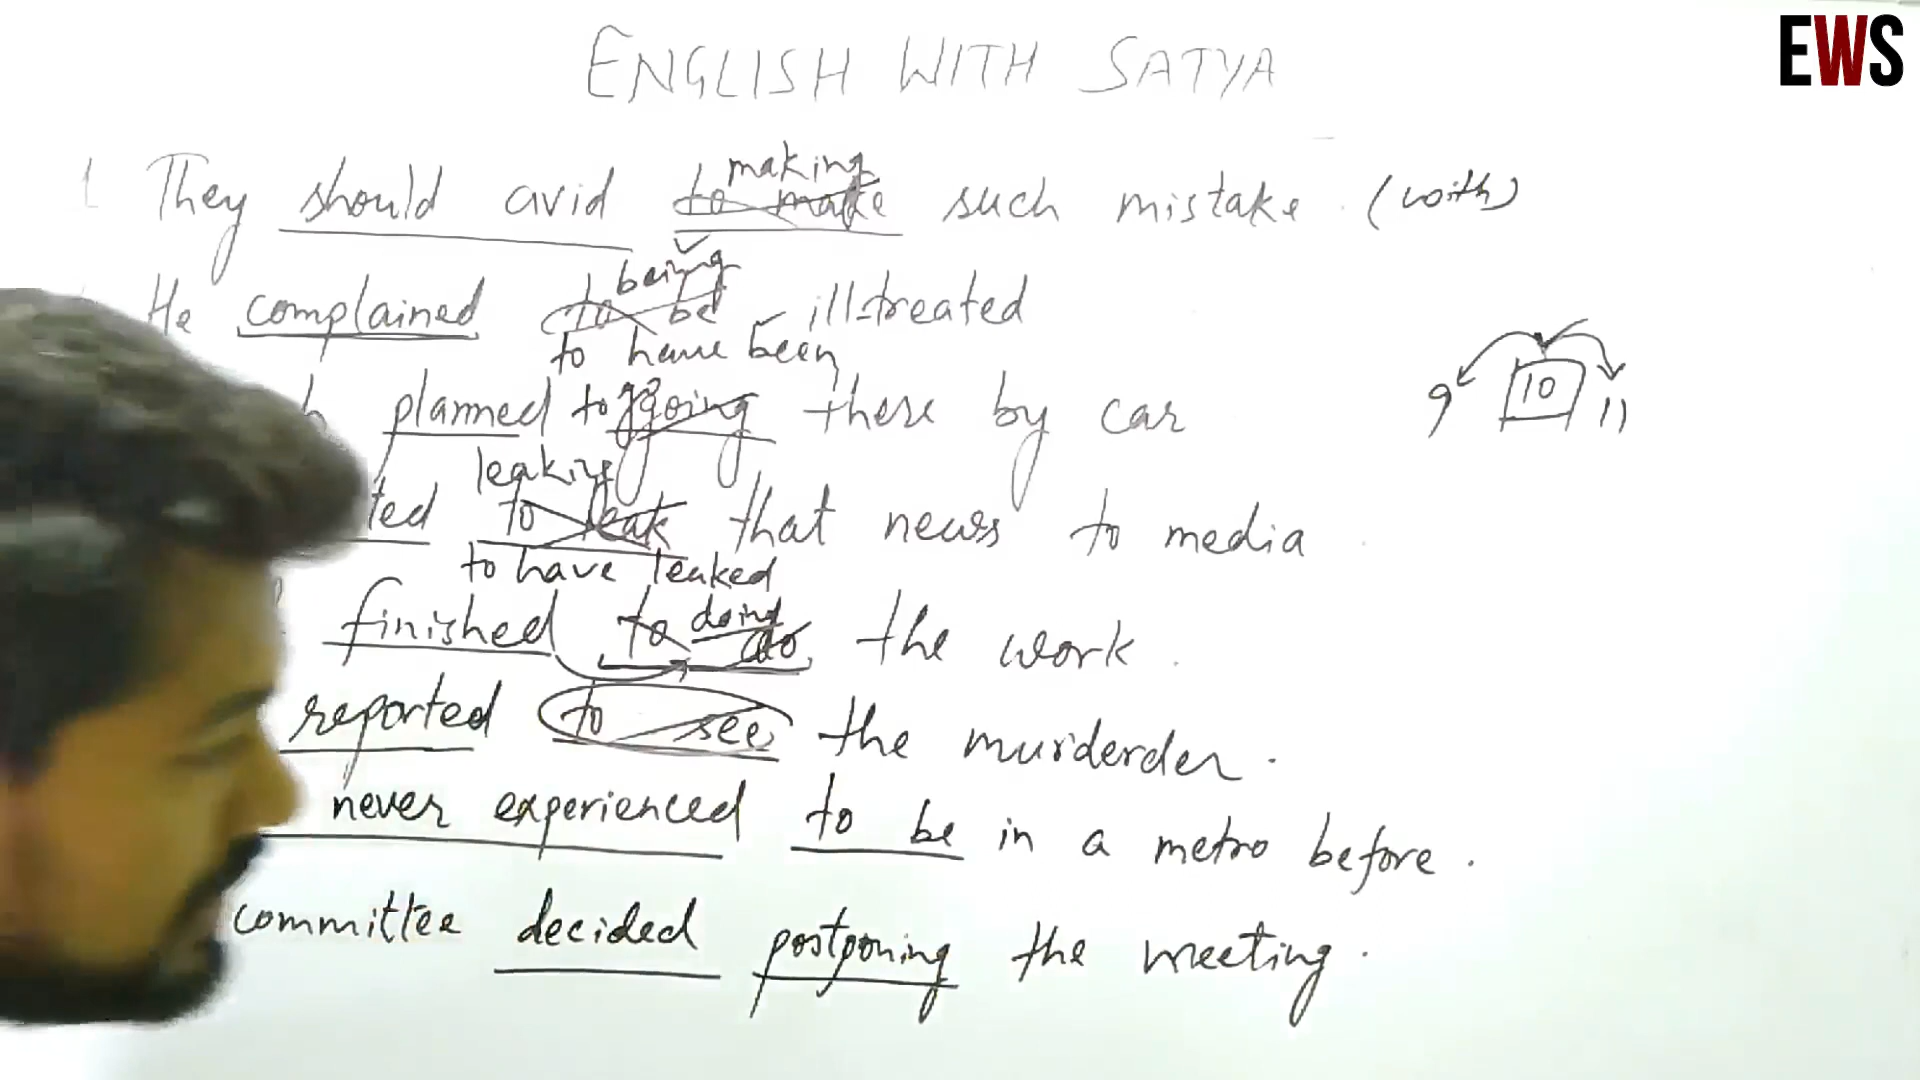 ENGLISH WITH SATYA
EWS
making
1 They should avid to make such mistake (with)
being
He complained to be ill-treated
to have been
planned to go going there by car
9 10 11
leaking
ted to leak that news to media
to have leaked
doing
finished to do the work.
reported to see the murderder.
never experienced to be in a metro before.
committee decided postponing the meeting.